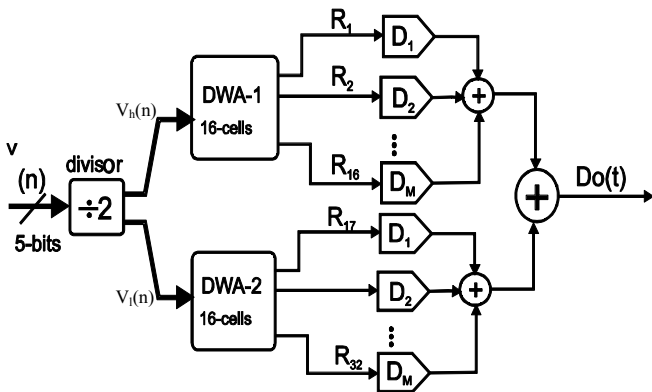 v
(n)
5-bits
divisor
÷2
Vh(n)
Vl(n)
DWA-1
16-cells
R1
R2
R16
D1
D2
DM
+
DWA-2
16-cells
R17
R32
D1
D2
DM
+
+
Do(t)